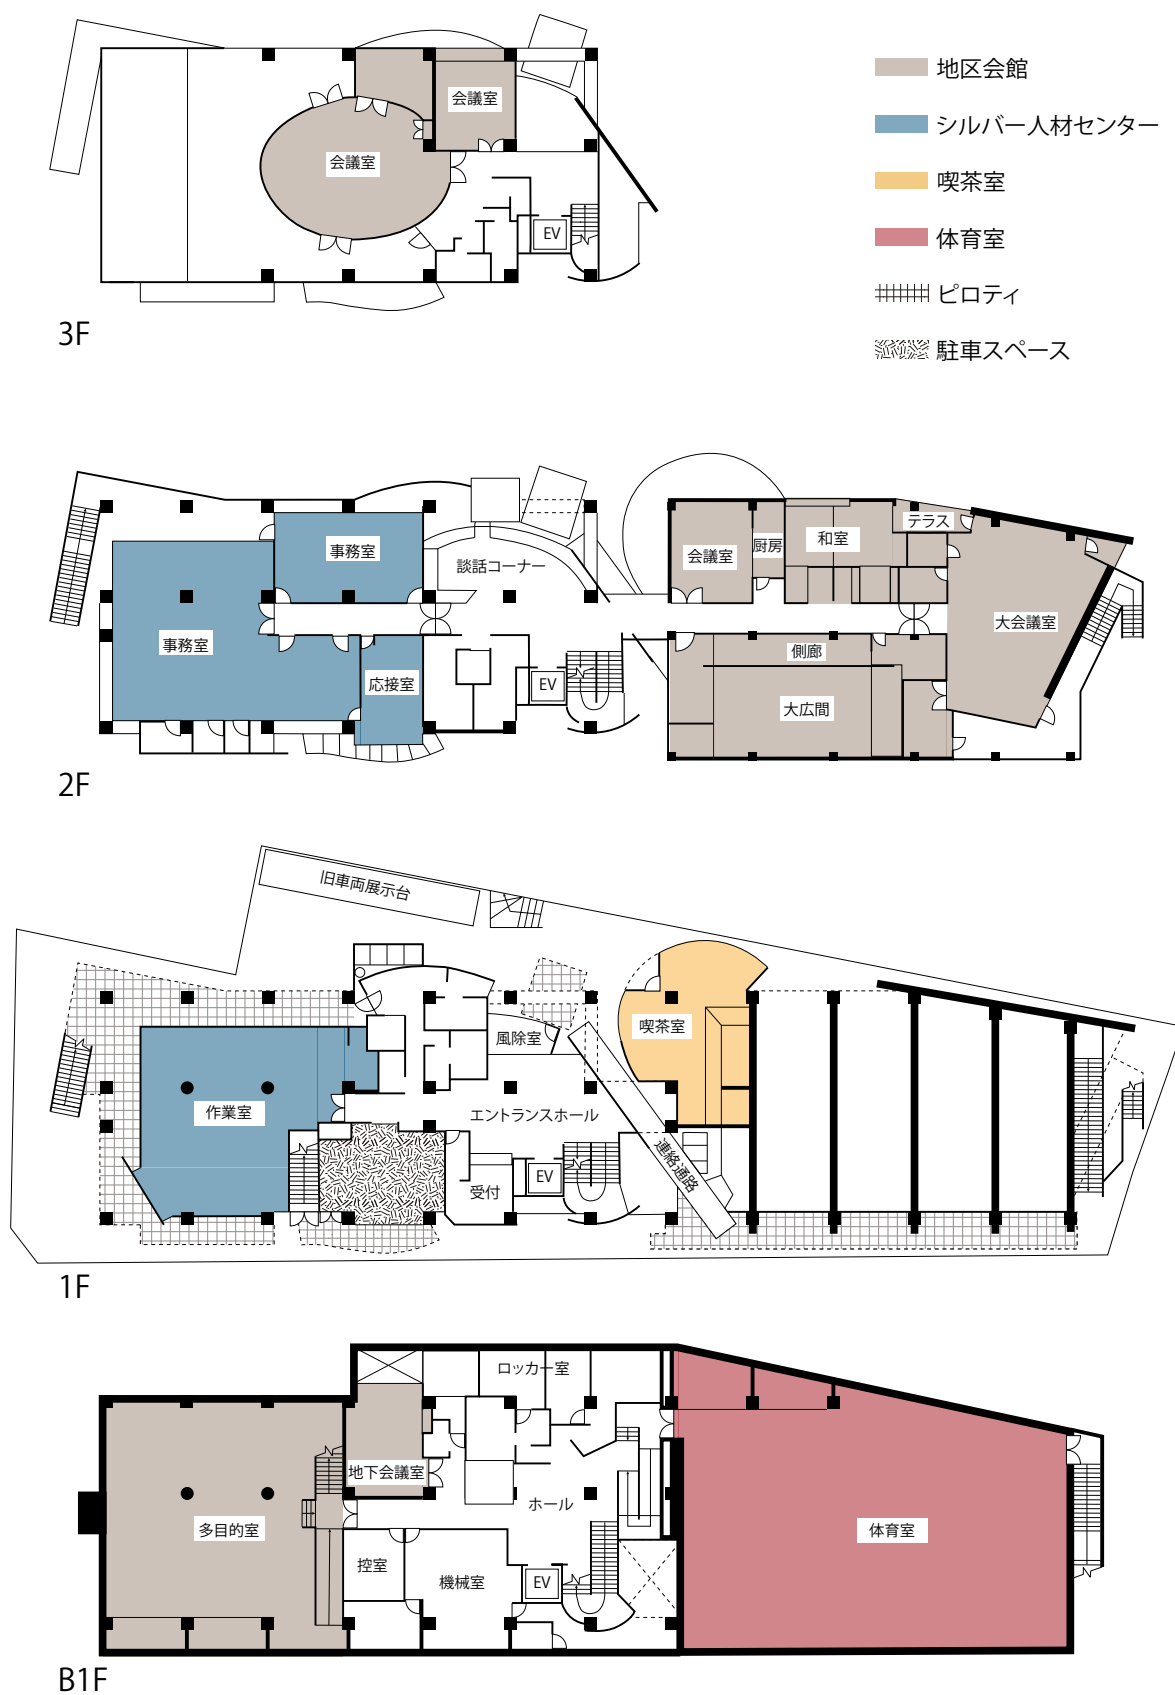 地区会館
シルバー人材センター
喫茶室
体育室
ピロティ
駐車スペース
会議室
会議室
EV
3F
事務室
談話コーナー
事務室
応接室
EV
会議室
厨房
和室
テラス
大会議室
側廊
大広間
2F
旧車両展示台
風除室
喫茶室
作業室
エントランスホール
連絡通路
受付
EV
1F
ロッカー室
地下会議室
ホール
多目的室
控室
機械室
EV
体育室
B1F